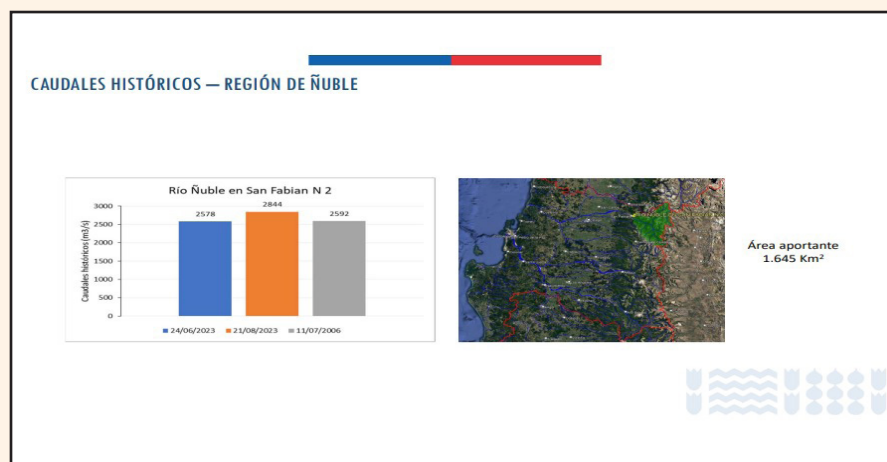 CAUDALES HISTÓRICOS — REGIÓN DE ÑUBLE
Río Ñuble en San Fabian N 2
Caudales históricos (m3/s)
3000
2500
2000
1500
1000
500
0
2578
2844
2592
24/06/2023
21/08/2023
11/07/2006
Área aportante
1.645 Km²